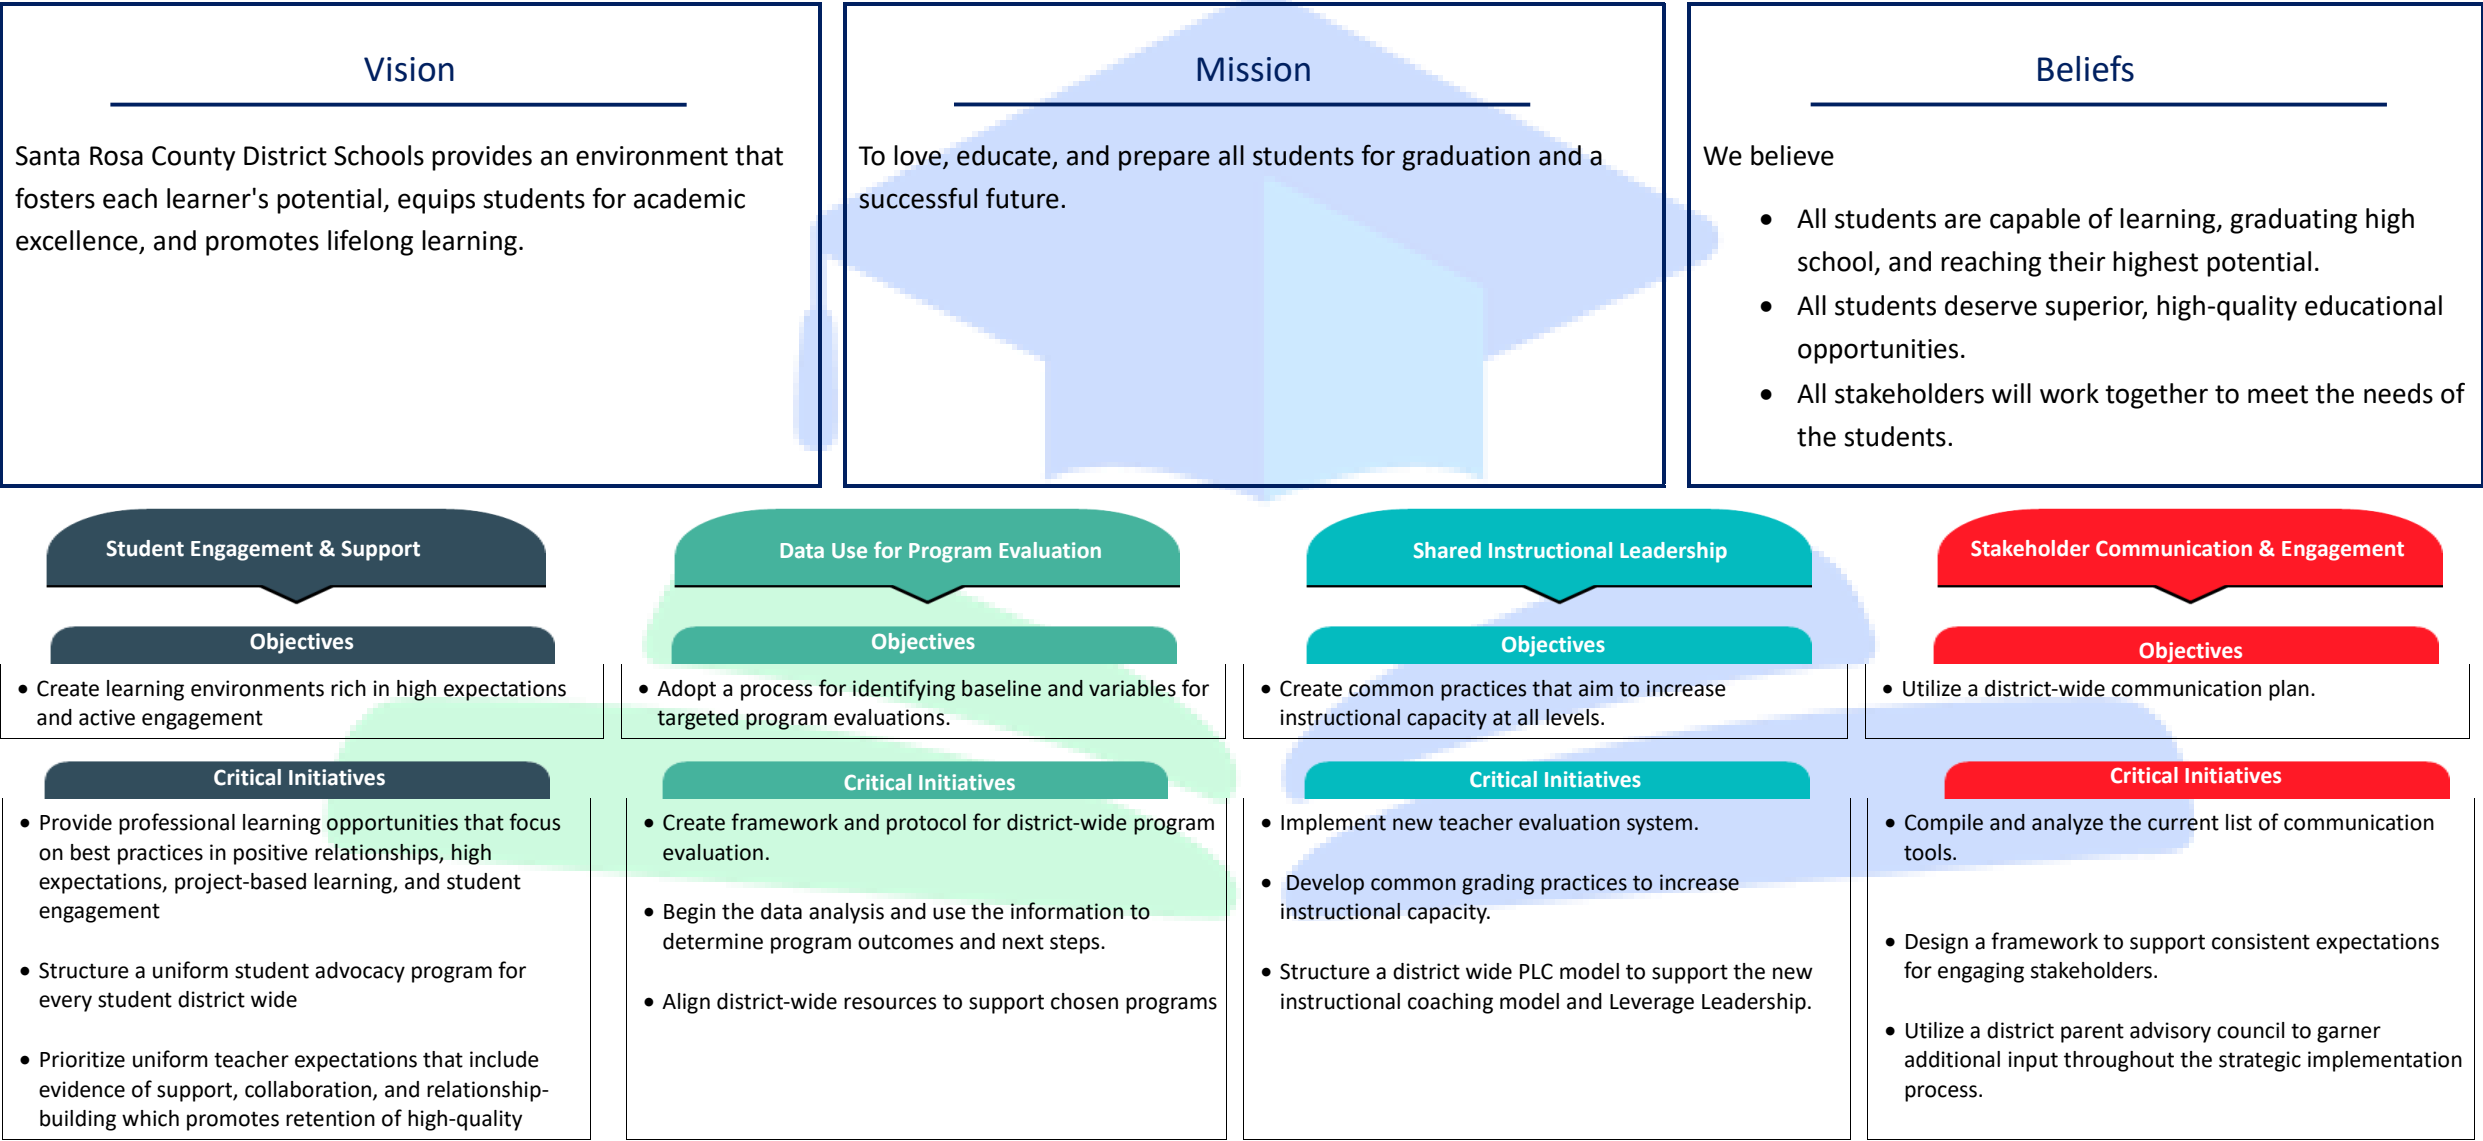 Vision
Santa Rosa County District Schools provides an environment that
fosters each learner's potential, equips students for academic
excellence, and promotes lifelong learning.
Mission
To love, educate, and prepare all students for graduation and a
successful future.
Beliefs
We believe
• All students are capable of learning, graduating high
school, and reaching their highest potential.
• All students deserve superior, high-quality educational
opportunities.
• All stakeholders will work together to meet the needs of
the students.
Student Engagement & Support
Objectives
• Create learning environments rich in high expectations
and active engagement
Critical Initiatives
• Provide professional learning opportunities that focus
on best practices in positive relationships, high
expectations, project-based learning, and student
engagement
• Structure a uniform student advocacy program for
every student district wide
• Prioritize uniform teacher expectations that include
evidence of support, collaboration, and relationship-
building which promotes retention of high-quality
Data Use for Program Evaluation
Objectives
• Adopt a process for identifying baseline and variables for
targeted program evaluations.
Critical Initiatives
• Create framework and protocol for district-wide program
evaluation.
• Begin the data analysis and use the information to
determine program outcomes and next steps.
• Align district-wide resources to support chosen programs
Shared Instructional Leadership
Objectives
• Create common practices that aim to increase
instructional capacity at all levels.
Critical Initiatives
• Implement new teacher evaluation system.
• Develop common grading practices to increase
instructional capacity.
• Structure a district wide PLC model to support the new
instructional coaching model and Leverage Leadership.
Stakeholder Communication & Engagement
Objectives
• Utilize a district-wide communication plan.
Critical Initiatives
• Compile and analyze the current list of communication
tools.
• Design a framework to support consistent expectations
for engaging stakeholders.
• Utilize a district parent advisory council to garner
additional input throughout the strategic implementation
process.